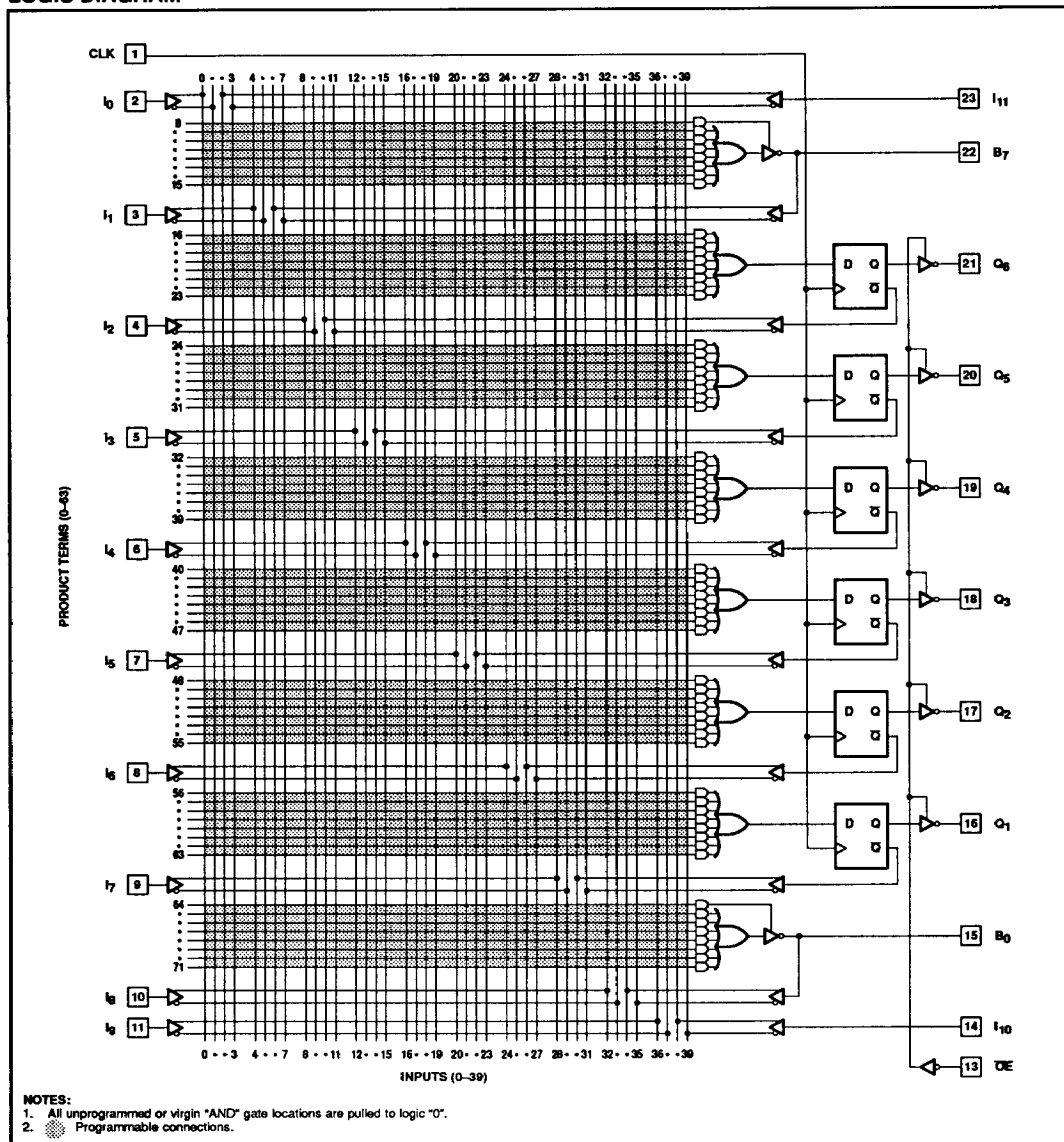 LOGIC DIAGRAM
CLK 1
0 3 4 7 8 11 12 15 16 19 20 23 24 27 28 31 32 35 36 39
I0 2
23 I11
8
22 B7
15
I1 3
16
21 Q6
23
I2 4
24
20 Q5
31
I3 5
32
19 Q4
39
I4 6
40
18 Q3
47
I5 7
48
17 Q2
55
I6 8
56
16 Q1
63
I7 9
64
15 B0
71
I8 10
I9 11
14 I10
0 3 4 7 8 11 12 15 16 19 20 23 24 27 28 31 32 35 36 39
13 OE
INPUTS (0–39)
PRODUCT TERMS (0–63)
D Q
Q
D Q
Q
D Q
Q
D Q
Q
D Q
Q
D Q
Q
NOTES:
1. All unprogrammed or virgin "AND" gate locations are pulled to logic "0".
2. Programmable connections.